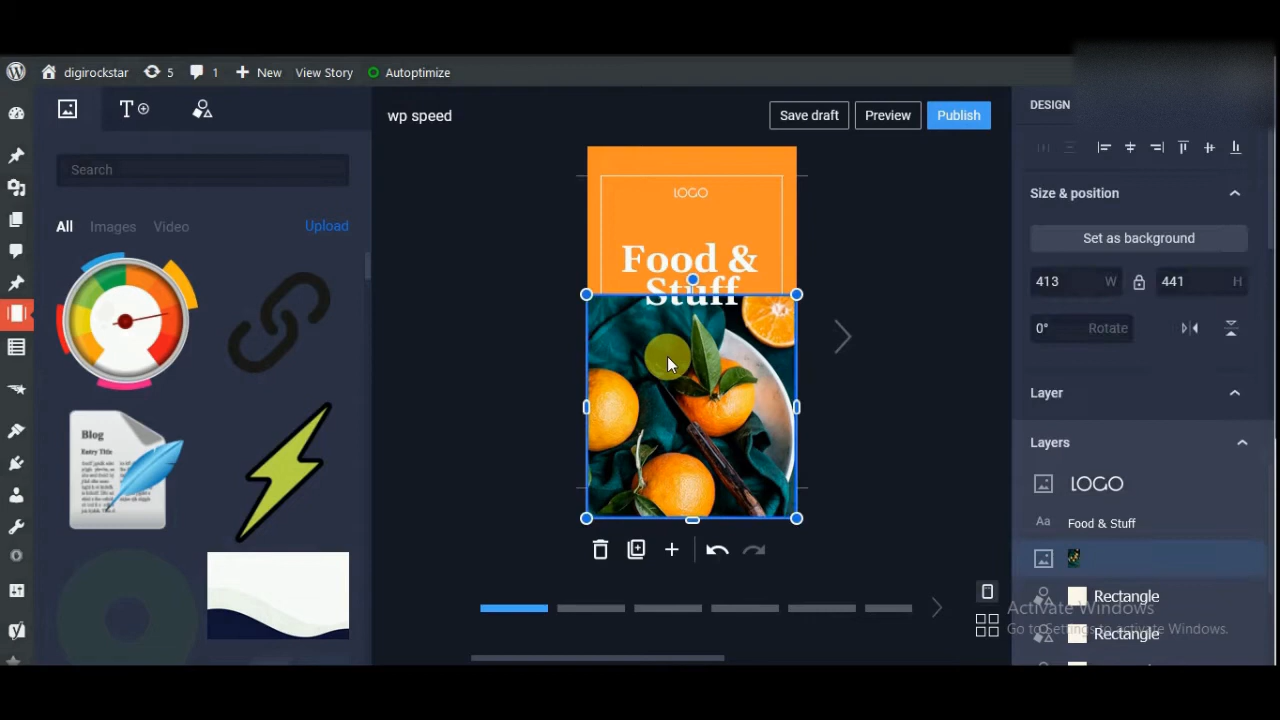 digirockstar 5 1 New View Story Autoptimize
DESIGN
wp speed Save draft Preview Publish
Search
All Images Video Upload
LOGO
Food &
Stuff
Blog
Entry Title
Size & position
Set as background
413 W 441 H
0° Rotate
Layer
Layers
LOGO
Aa Food & Stuff
Rectangle
Activate Windows
Go to Settings to activate Windows.
Rectangle